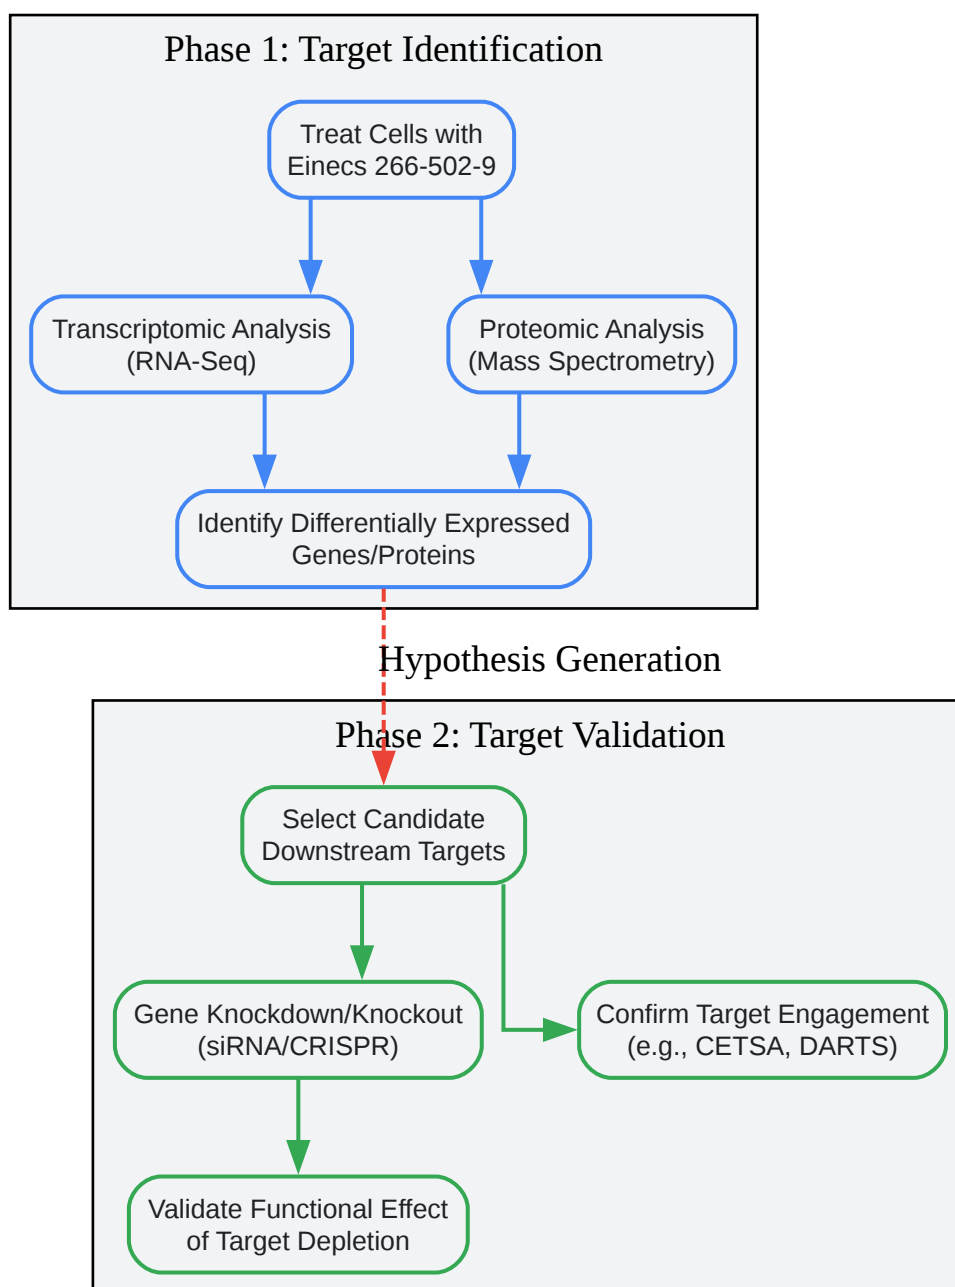 Phase 1: Target Identification
Treat Cells with
Einecs 266-502-9
Transcriptomic Analysis
(RNA-Seq)
Proteomic Analysis
(Mass Spectrometry)
Identify Differentially Expressed
Genes/Proteins
Hypothesis Generation
Phase 2: Target Validation
Select Candidate
Downstream Targets
Gene Knockdown/Knockout
(siRNA/CRISPR)
Confirm Target Engagement
(e.g., CETSA, DARTS)
Validate Functional Effect
of Target Depletion